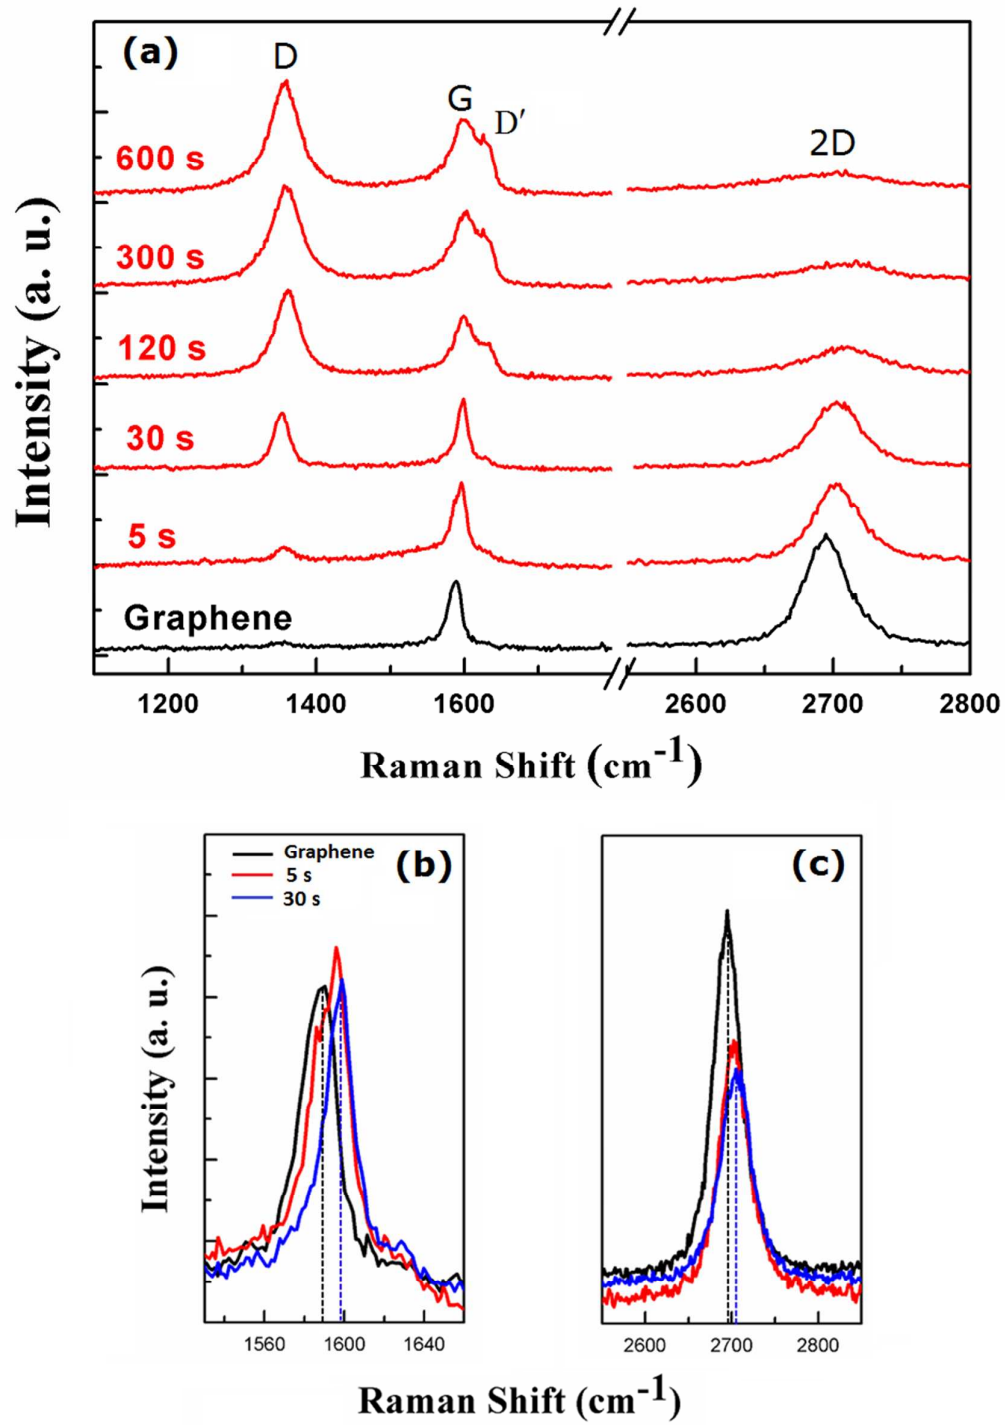 (a)
D
G
D′
2D
600 s
300 s
120 s
30 s
5 s
Graphene
Intensity (a. u.)
1200 1400 1600 2600 2700 2800
Raman Shift (cm-1)
Graphene
5 s
30 s
(b)
(c)
Intensity (a. u.)
1560 1600 1640
2600 2700 2800
Raman Shift (cm-1)